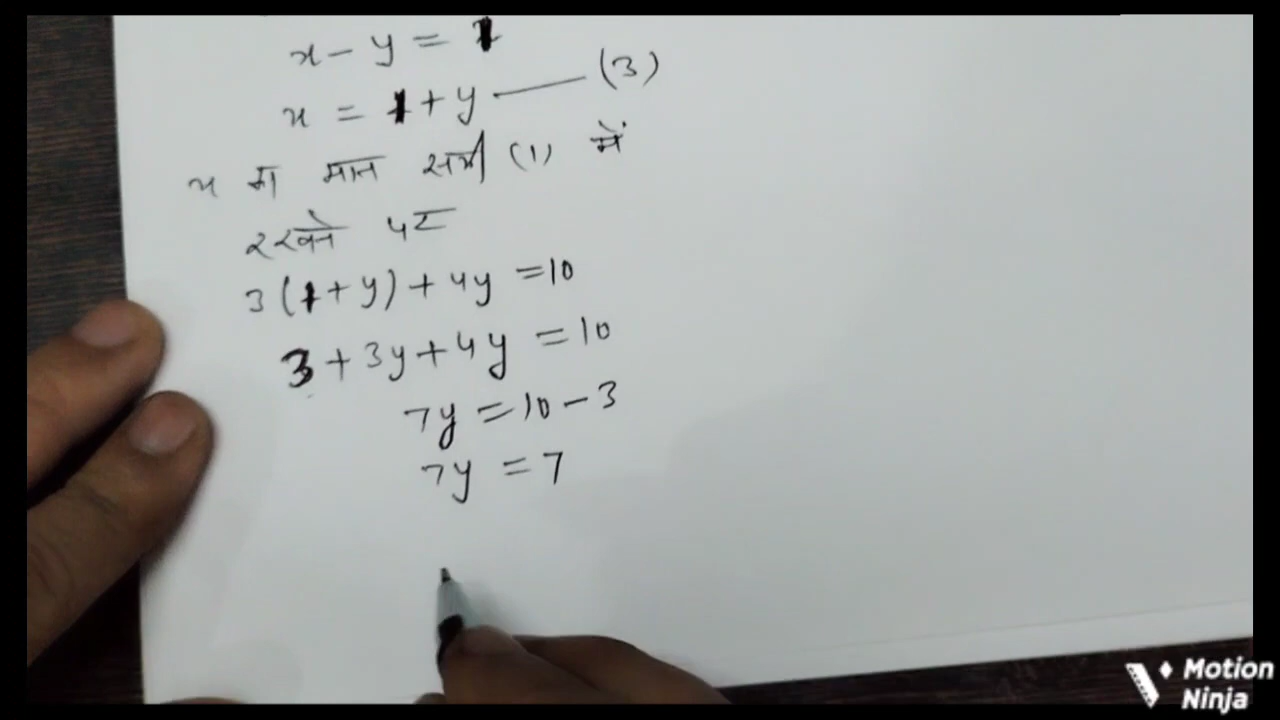 x - y = 1
x = 1 + y —— (3)
x का मान समी (1) में
रखने पर
3(1 + y) + 4y = 10
3 + 3y + 4y = 10
7y = 10 - 3
7y = 7
Motion
Ninja